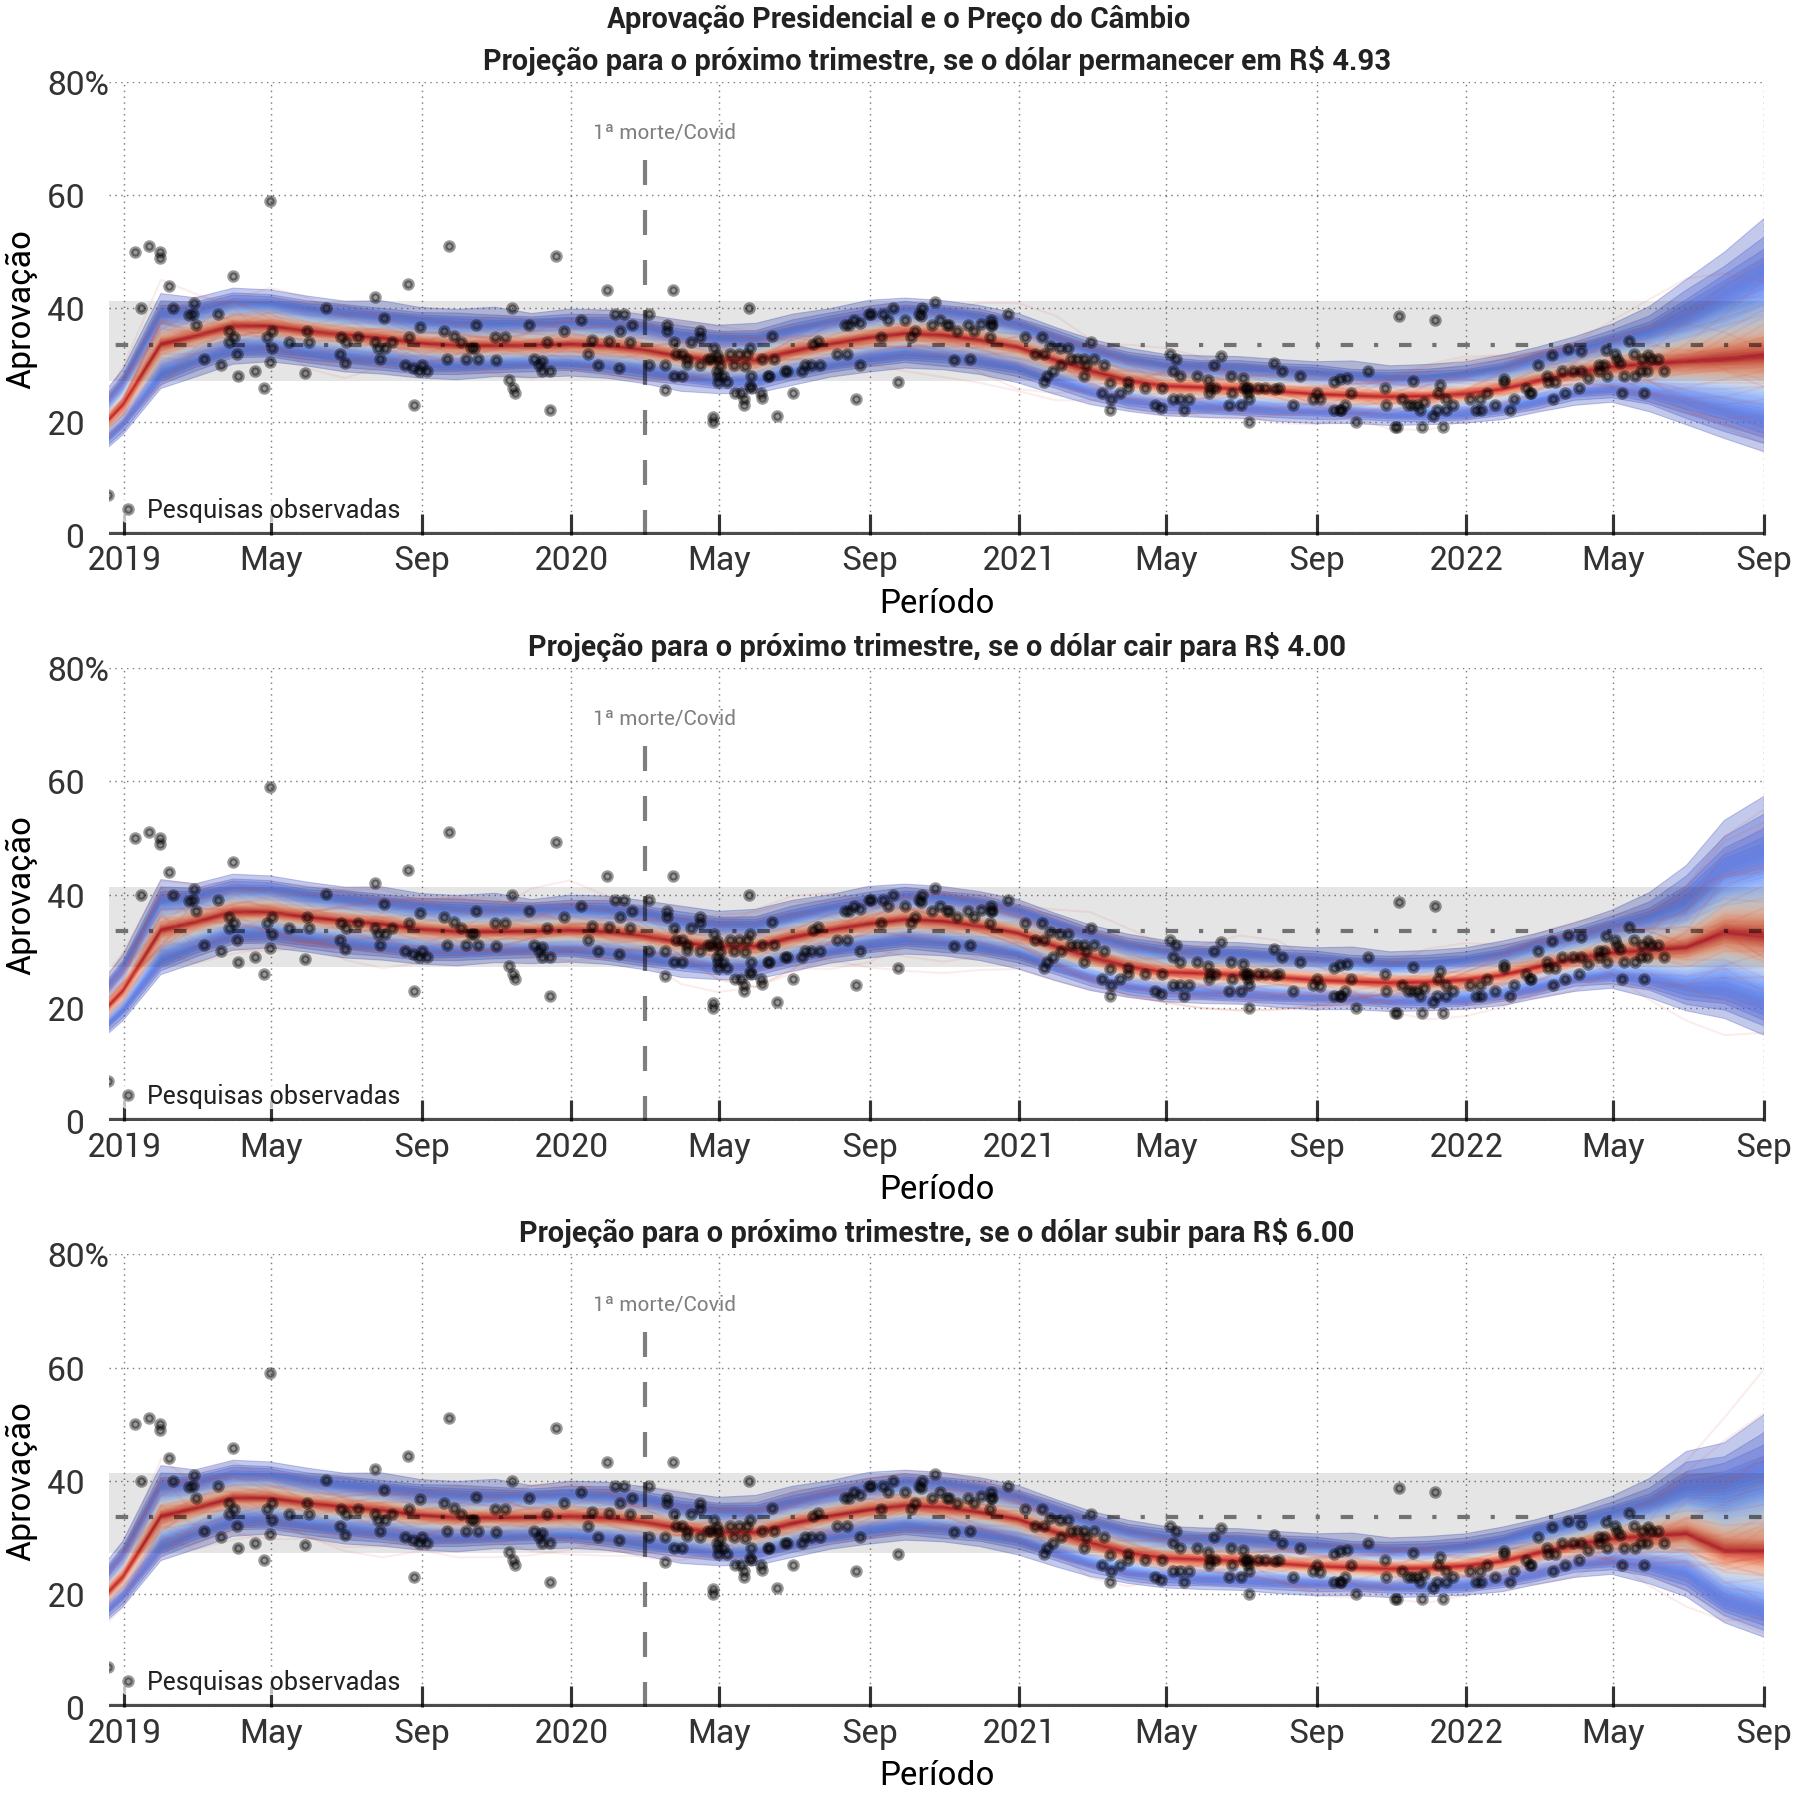 Aprovação Presidencial e o Preço do Câmbio
Projeção para o próximo trimestre, se o dólar permanecer em R$ 4.93
80%
60
40
20
0
Aprovação
1ª morte/Covid
Pesquisas observadas
2019 May Sep 2020 May Sep 2021 May Sep 2022 May Sep
Período
Projeção para o próximo trimestre, se o dólar cair para R$ 4.00
80%
60
40
20
0
Aprovação
1ª morte/Covid
Pesquisas observadas
2019 May Sep 2020 May Sep 2021 May Sep 2022 May Sep
Período
Projeção para o próximo trimestre, se o dólar subir para R$ 6.00
80%
60
40
20
0
Aprovação
1ª morte/Covid
Pesquisas observadas
2019 May Sep 2020 May Sep 2021 May Sep 2022 May Sep
Período